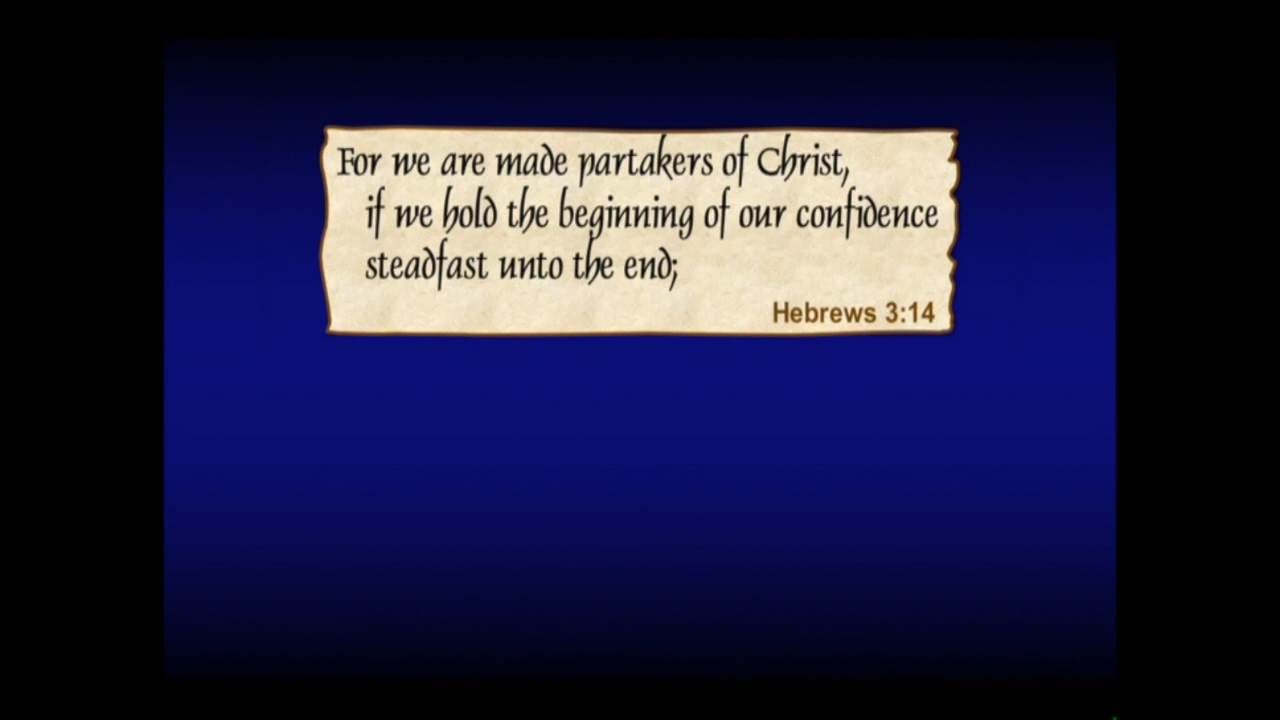 For we are made partakers of Christ,
if we hold the beginning of our confidence
steadfast unto the end;
Hebrews 3:14